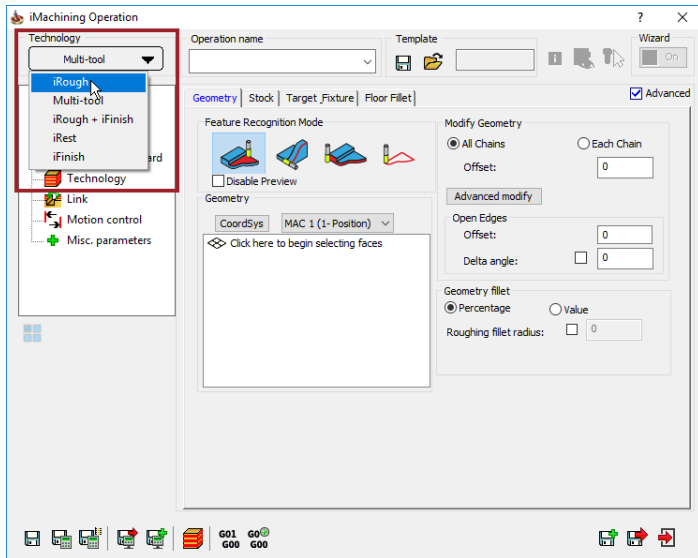 iMachining Operation
? ×
Technology
Multi-tool
iRough
Multi-tool
iRough + iFinish
iRest
iFinish
ard
Technology
Link
Motion control
Misc. parameters
Operation name
Template
Wizard
On
Geometry Stock Target ,Fixture Floor Fillet
Advanced
Feature Recognition Mode
Disable Preview
Geometry
CoordSys MAC 1 (1- Position)
Click here to begin selecting faces
Modify Geometry
All Chains Each Chain
Offset: 0
Advanced modify
Open Edges
Offset: 0
Delta angle: 0
Geometry fillet
Percentage Value
Roughing fillet radius: 0
G01 G0
G00 G00